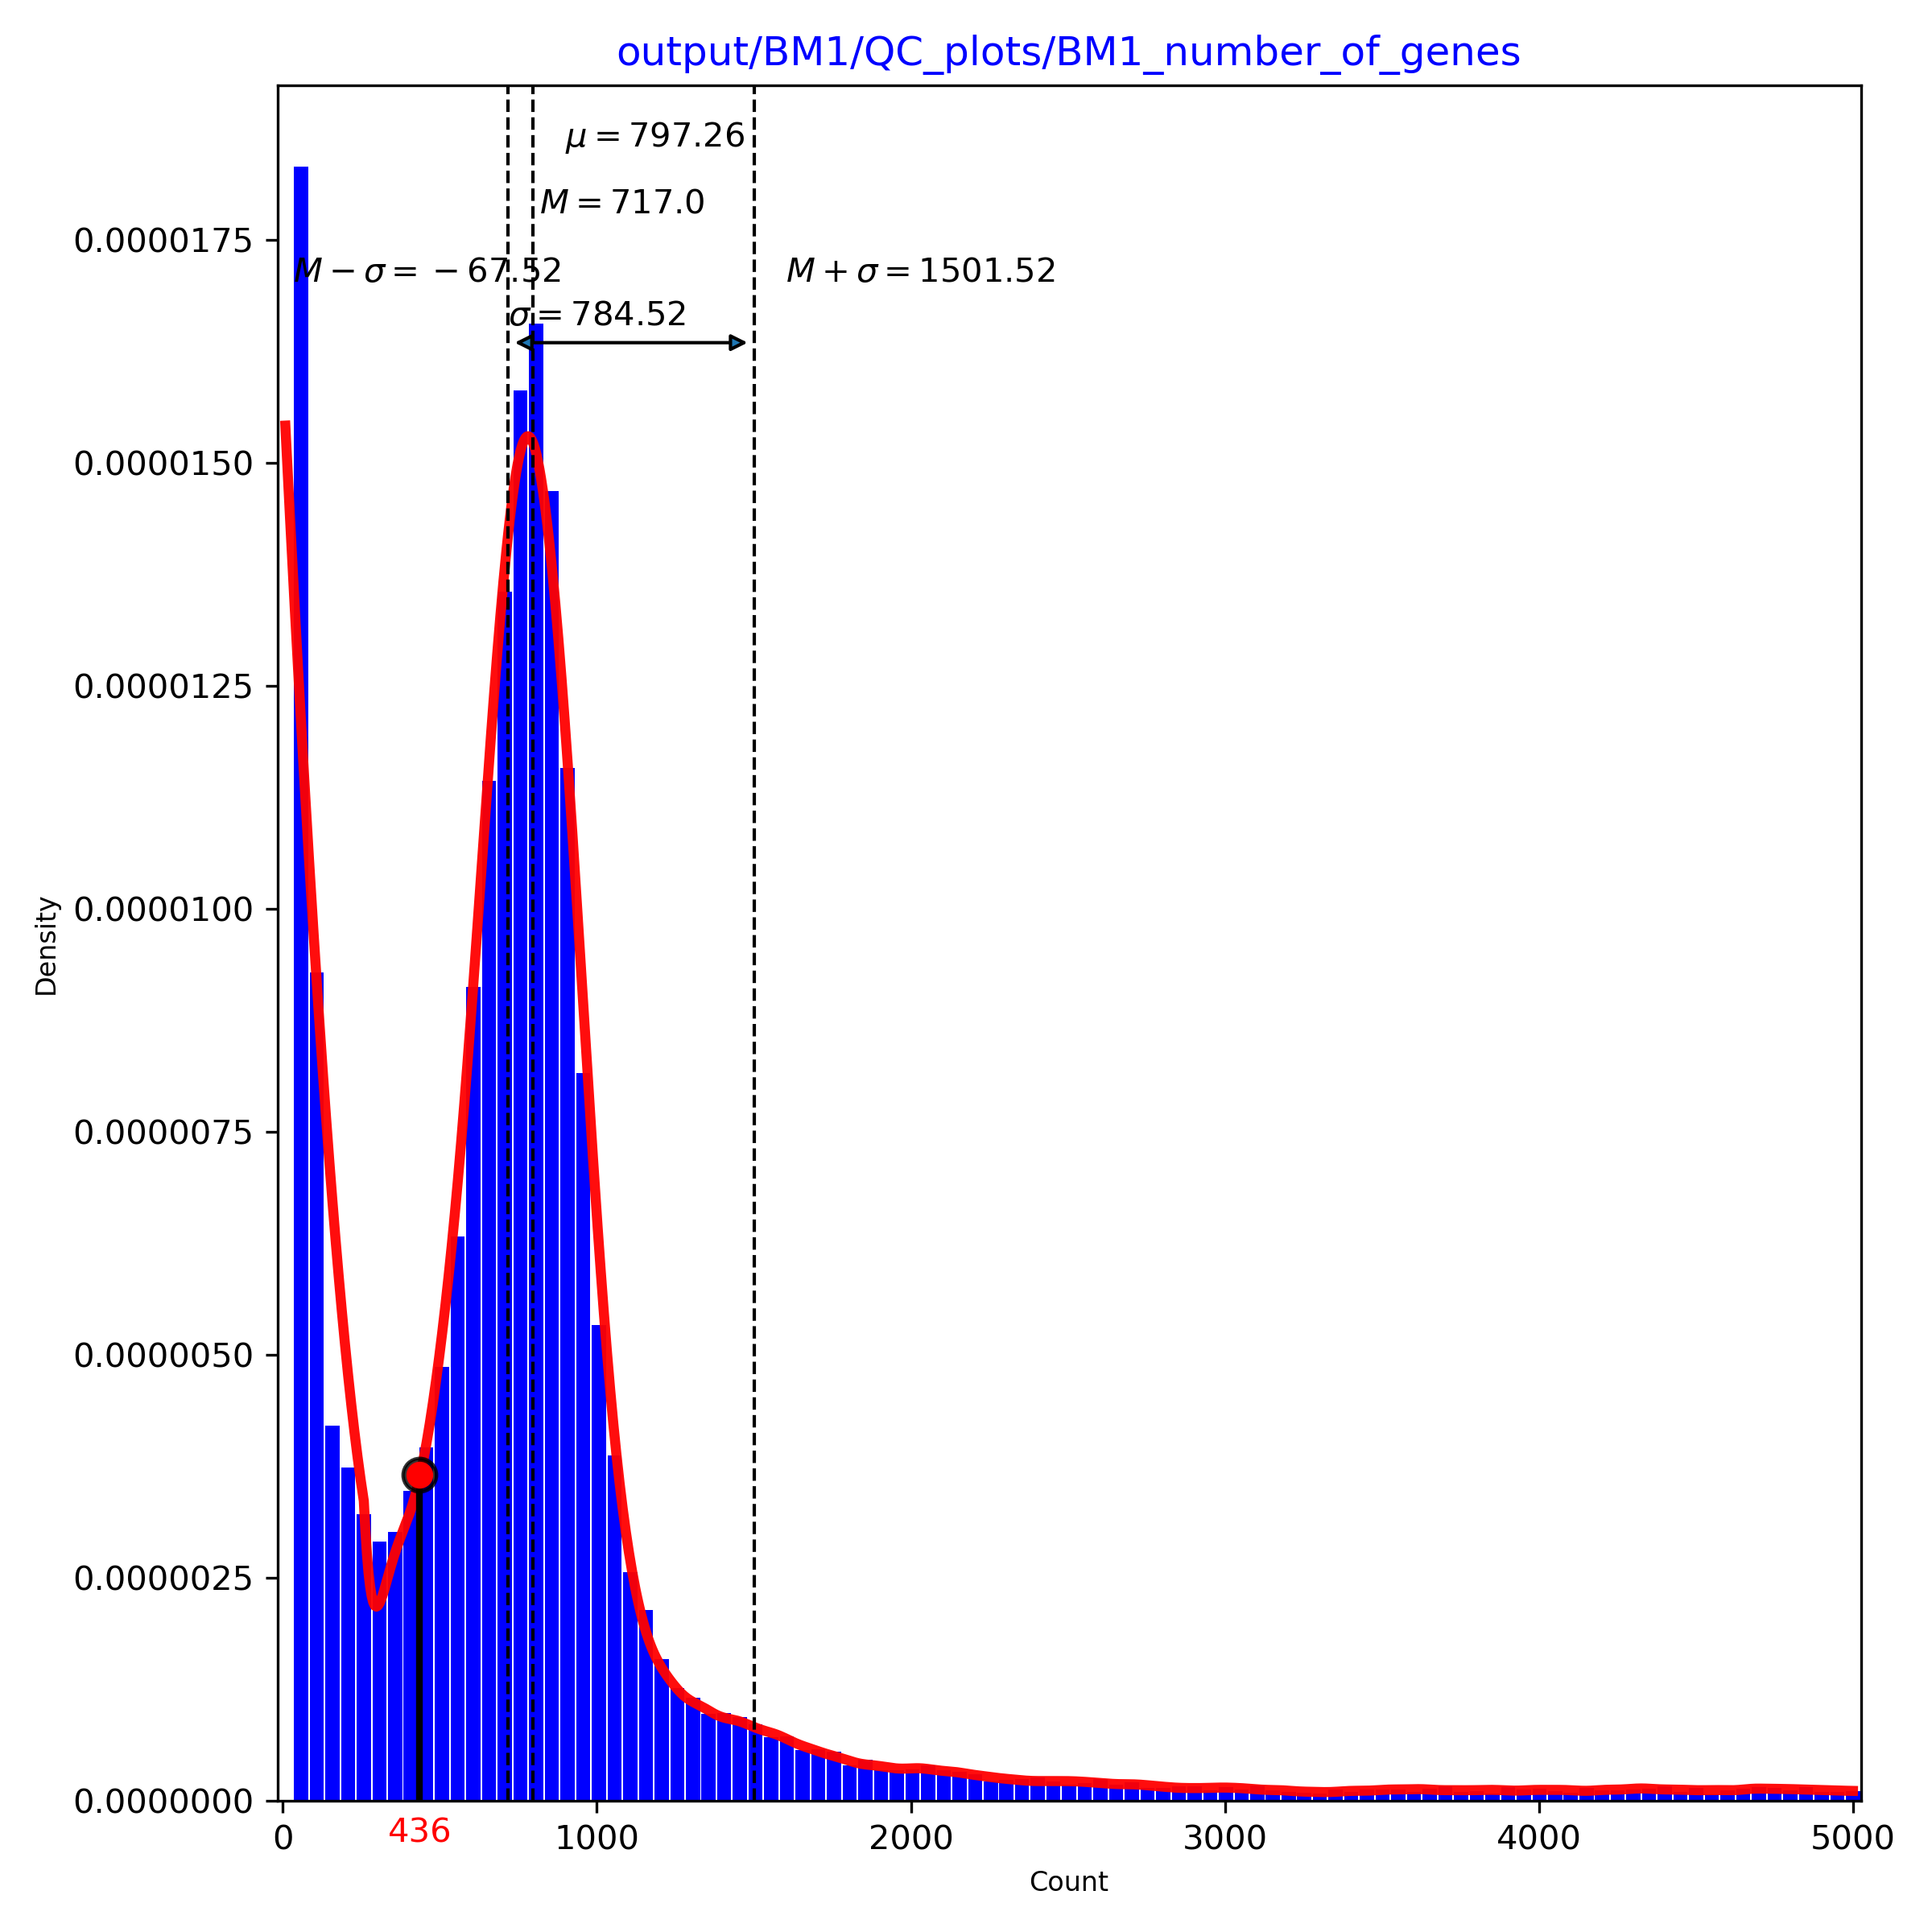 output/BM1/QC_plots/BM1_number_of_genes
μ = 797.26
M = 717.0
M − σ = −67.52
M + σ = 1501.52
σ = 784.52
0.0000175
0.0000150
0.0000125
0.0000100
0.0000075
0.0000050
0.0000025
0.0000000
Density
0
436
1000
2000
3000
4000
5000
Count